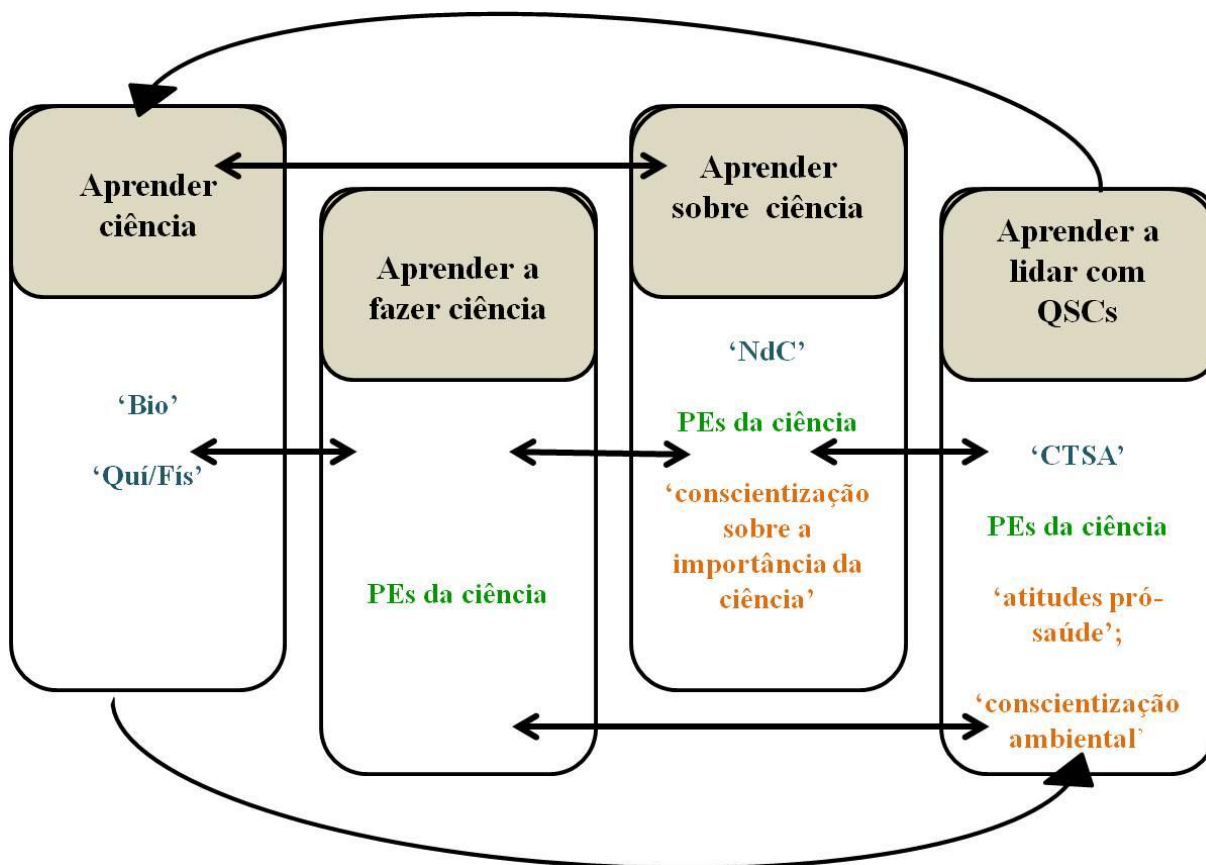 Aprender
ciência
‘Bio’
‘Quí/Fís’
Aprender a
fazer ciência
PEs da ciência
Aprender
sobre ciência
‘NdC’
PEs da ciência
‘conscientização
sobre a
importância da
ciência’
Aprender a
lidar com
QSCs
‘CTSA’
PEs da ciência
‘atitudes pró-
saúde’;
‘conscientização
ambiental’